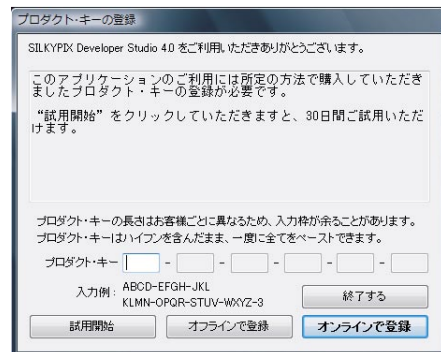 プロダクト・キーの登録
SILKYPIX Developer Studio 4.0 をご利用いただきありがとうございます。
このアプリケーションのご利用には所定の方法で購入していただき
ましたプロダクト・キーの登録が必要です。
“試用開始”をクリックしていただきますと、30日間ご試用いただ
けます。
プロダクト・キーの長さはお客様ごとに異なるため、入力枠が余ることがあります。
プロダクト・キーはハイフンを含んだまま、一度に全てをペーストできます。
プロダクト・キー - - - - - -
入力例: ABCD-EFGH-JKL
KLMN-OPQR-STUV-WXYZ-3
終了する
試用開始 オフラインで登録 オンラインで登録